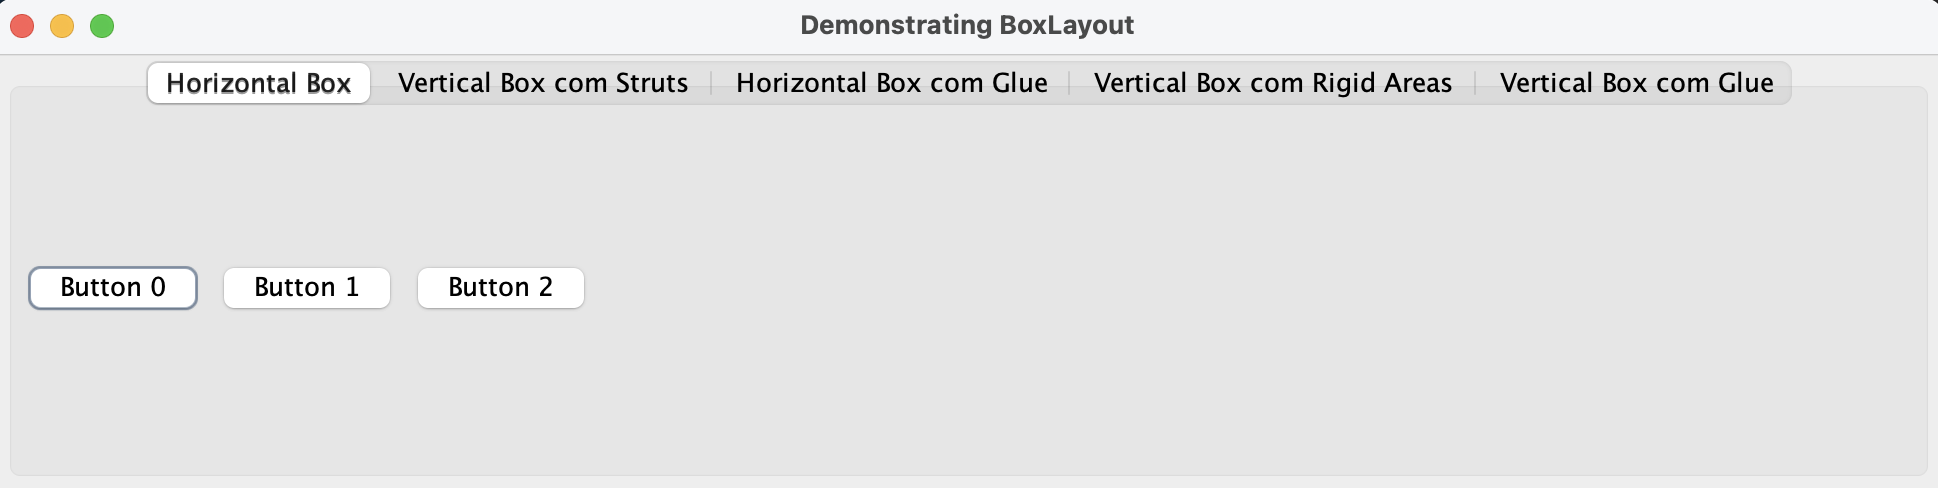 Demonstrating BoxLayout
Horizontal Box Vertical Box com Struts Horizontal Box com Glue Vertical Box com Rigid Areas Vertical Box com Glue
Button 0 Button 1 Button 2